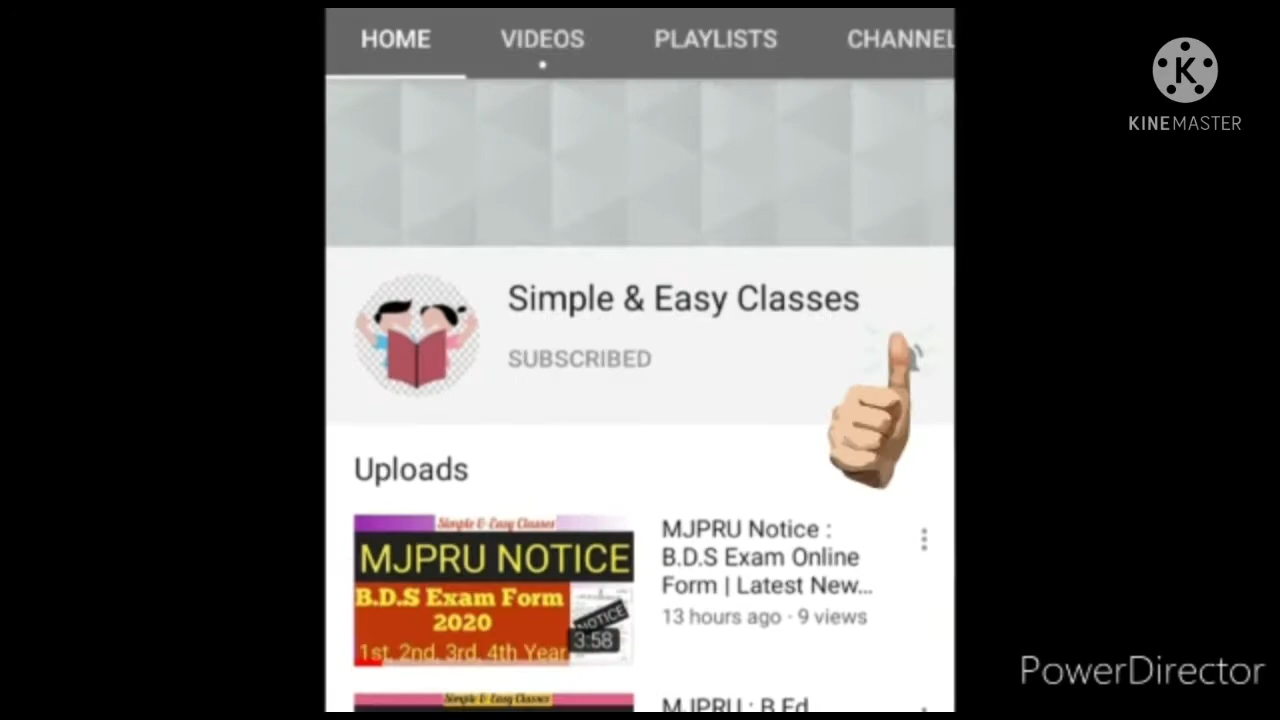 HOME VIDEOS PLAYLISTS CHANNEL
K
KINEMASTER
Simple & Easy Classes
SUBSCRIBED
Uploads
Simple & Easy Classes
MJPRU NOTICE
B.D.S Exam Form
2020
NOTICE
3:58
1st, 2nd, 3rd, 4th Year
MJPRU Notice :
B.D.S Exam Online
Form | Latest New...
13 hours ago · 9 views
Simple & Easy Classes
MJPRU : B.Ed
PowerDirector